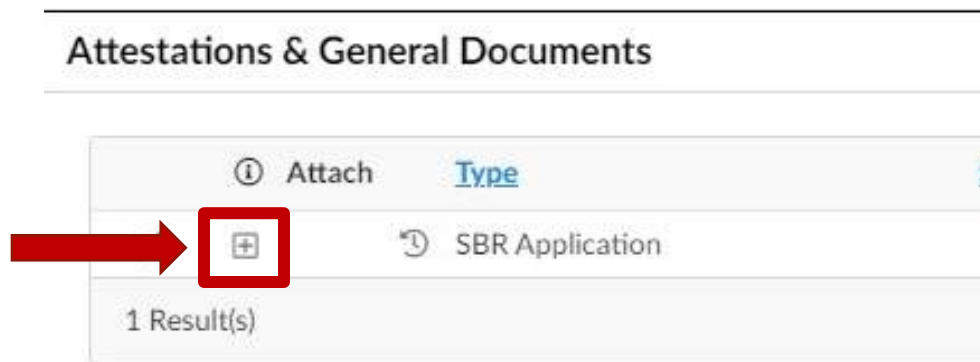 Attestations & General Documents
Attach Type
SBR Application
1 Result(s)